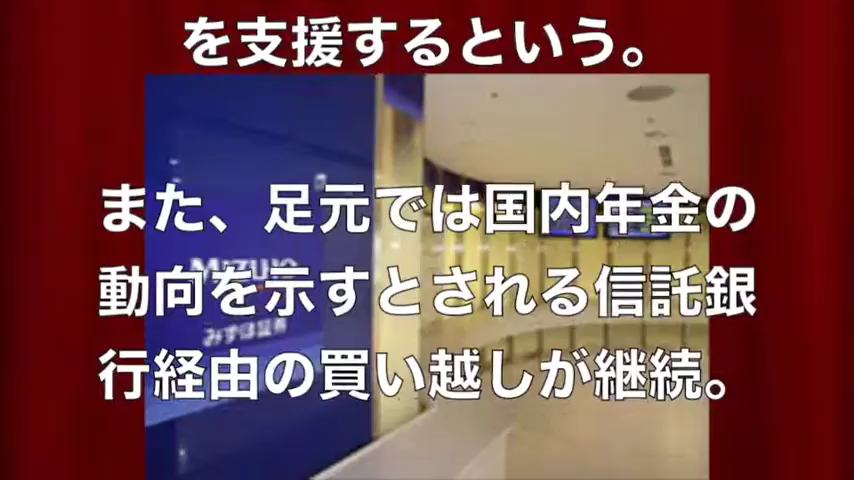 を支援するという。
また、足元では国内年金の
動向を示すとされる信託銀
行経由の買い越しが継続。
MIZUHO
みずほ証券